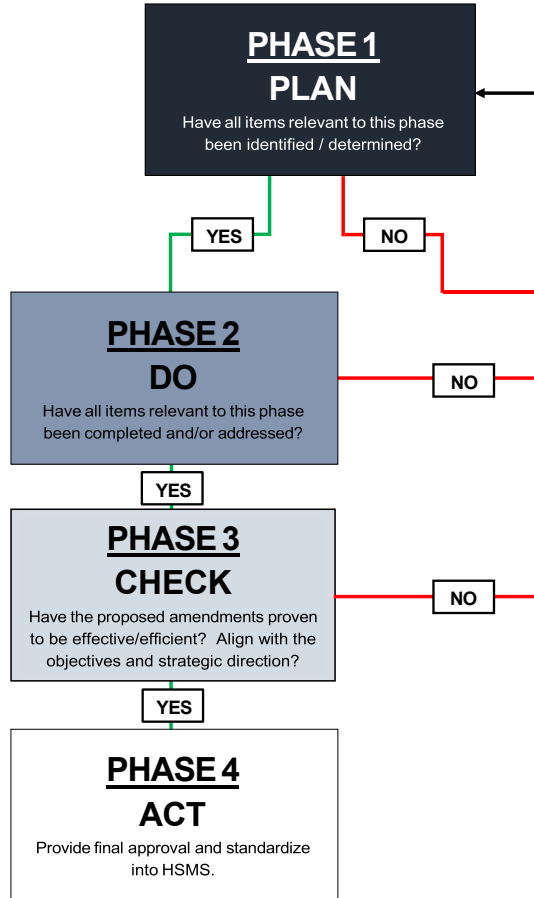 PHASE 1
PLAN
Have all items relevant to this phase
been identified / determined?
YES
NO
PHASE 2
DO
Have all items relevant to this phase
been completed and/or addressed?
NO
YES
PHASE 3
CHECK
Have the proposed amendments proven
to be effective/efficient? Align with the
objectives and strategic direction?
NO
YES
PHASE 4
ACT
Provide final approval and standardize
into HSMS.